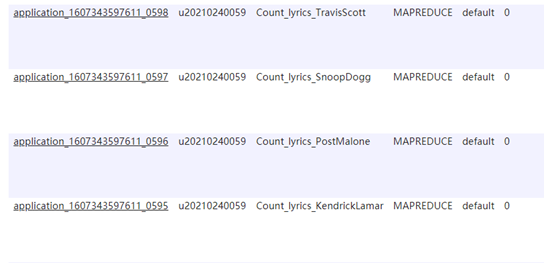 application_1607343597611_0598 u20210240059 Count_lyrics_TravisScott MAPREDUCE default 0
application_1607343597611_0597 u20210240059 Count_lyrics_SnoopDogg MAPREDUCE default 0
application_1607343597611_0596 u20210240059 Count_lyrics_PostMalone MAPREDUCE default 0
application_1607343597611_0595 u20210240059 Count_lyrics_KendrickLamar MAPREDUCE default 0